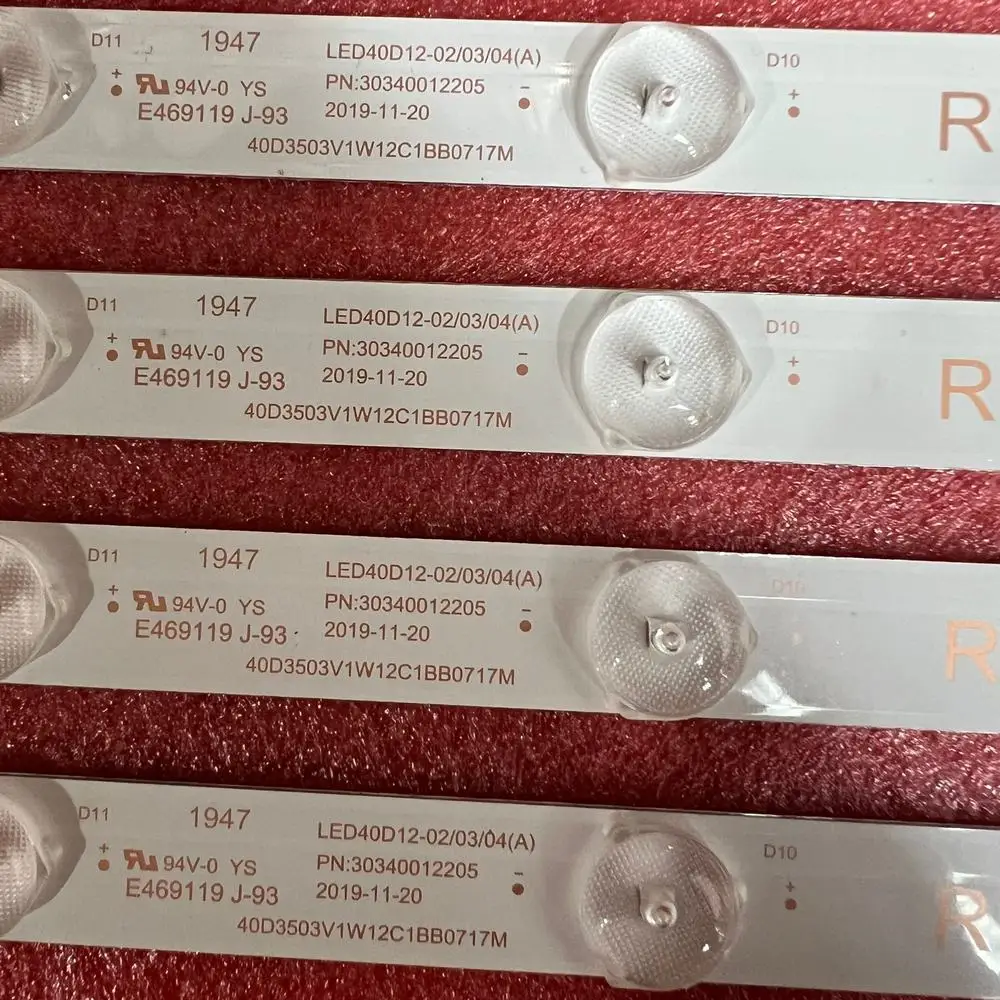 D11 1947 LED40D12-02/03/04(A) D10
+ 94V-0 YS PN:30340012205 - +
E469119 J-93 2019-11-20 R
40D3503V1W12C1BB0717M
D11 1947 LED40D12-02/03/04(A) D10
+ 94V-0 YS PN:30340012205 - +
E469119 J-93 2019-11-20 R
40D3503V1W12C1BB0717M
D11 1947 LED40D12-02/03/04(A) D10
+ 94V-0 YS PN:30340012205 -
E469119 J-93 2019-11-20 R
40D3503V1W12C1BB0717M
D11 1947 LED40D12-02/03/04(A) D10
+ 94V-0 YS PN:30340012205 - +
E469119 J-93 2019-11-20 R
40D3503V1W12C1BB0717M